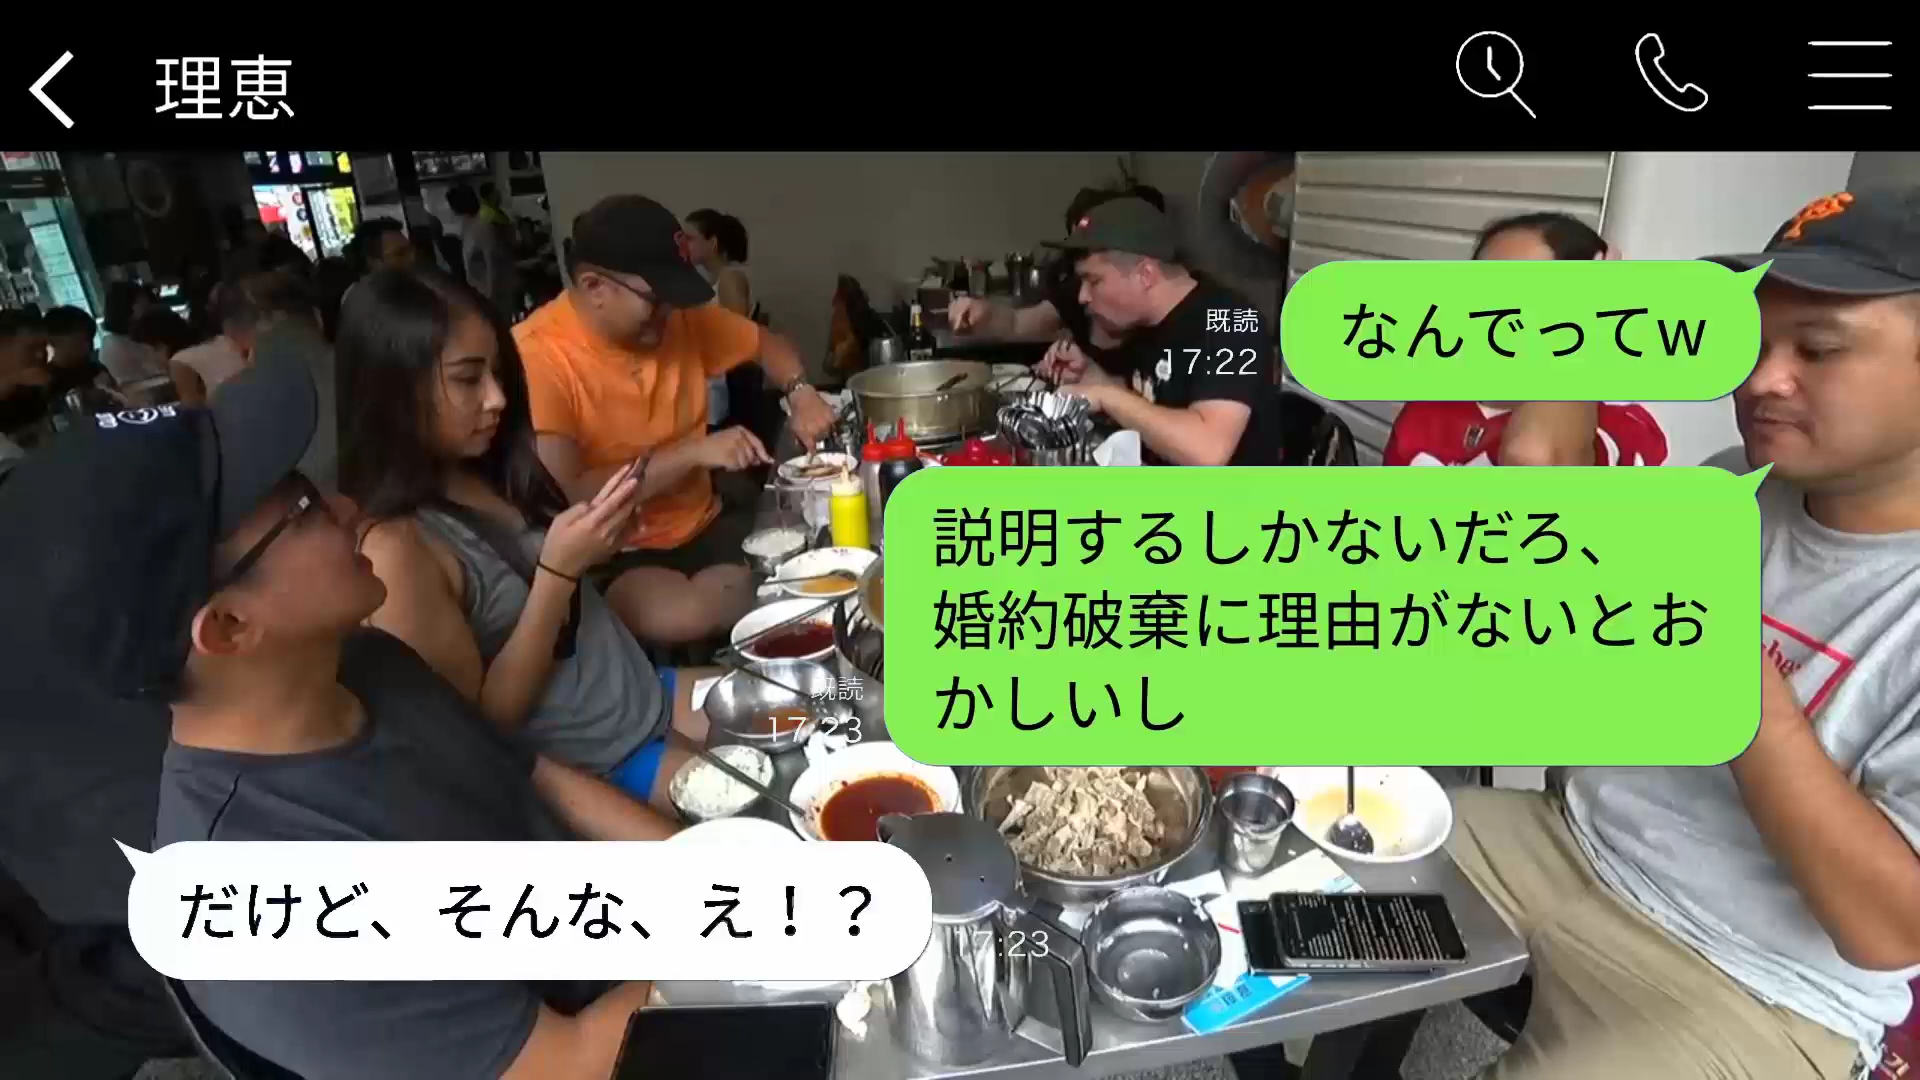 理恵
なんでってw
既読
17:22
説明するしかないだろ、
婚約破棄に理由がないとお
かしいし
既読
17:23
だけど、そんな、え！？
17:23